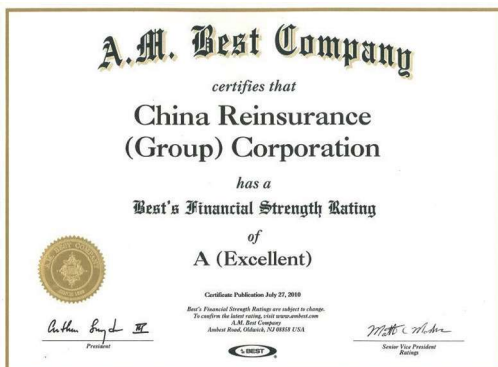 A.M. Best Company
certifies that
China Reinsurance
(Group) Corporation
has a
Best's Financial Strength Rating
of
A (Excellent)
Certificate Publication July 27, 2010
Best's Financial Strength Ratings are subject to change.
To confirm the latest rating, visit www.ambest.com
A.M. Best Company
Ambest Road, Oldwick, NJ 08858 USA
President
Senior Vice President
Ratings
BEST